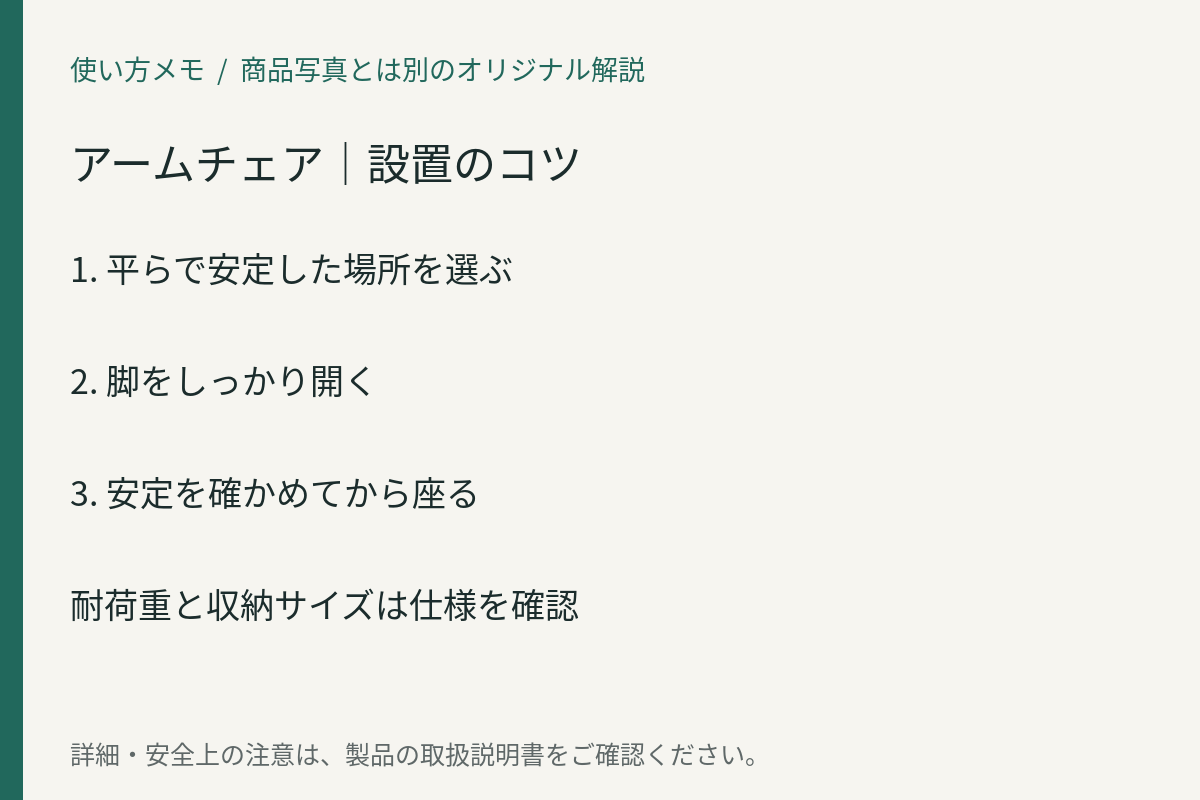 使い方メモ / 商品写真とは別のオリジナル解説
アームチェア｜設置のコツ
1. 平らで安定した場所を選ぶ
2. 脚をしっかり開く
3. 安定を確かめてから座る
耐荷重と収納サイズは仕様を確認
詳細・安全上の注意は、製品の取扱説明書をご確認ください。